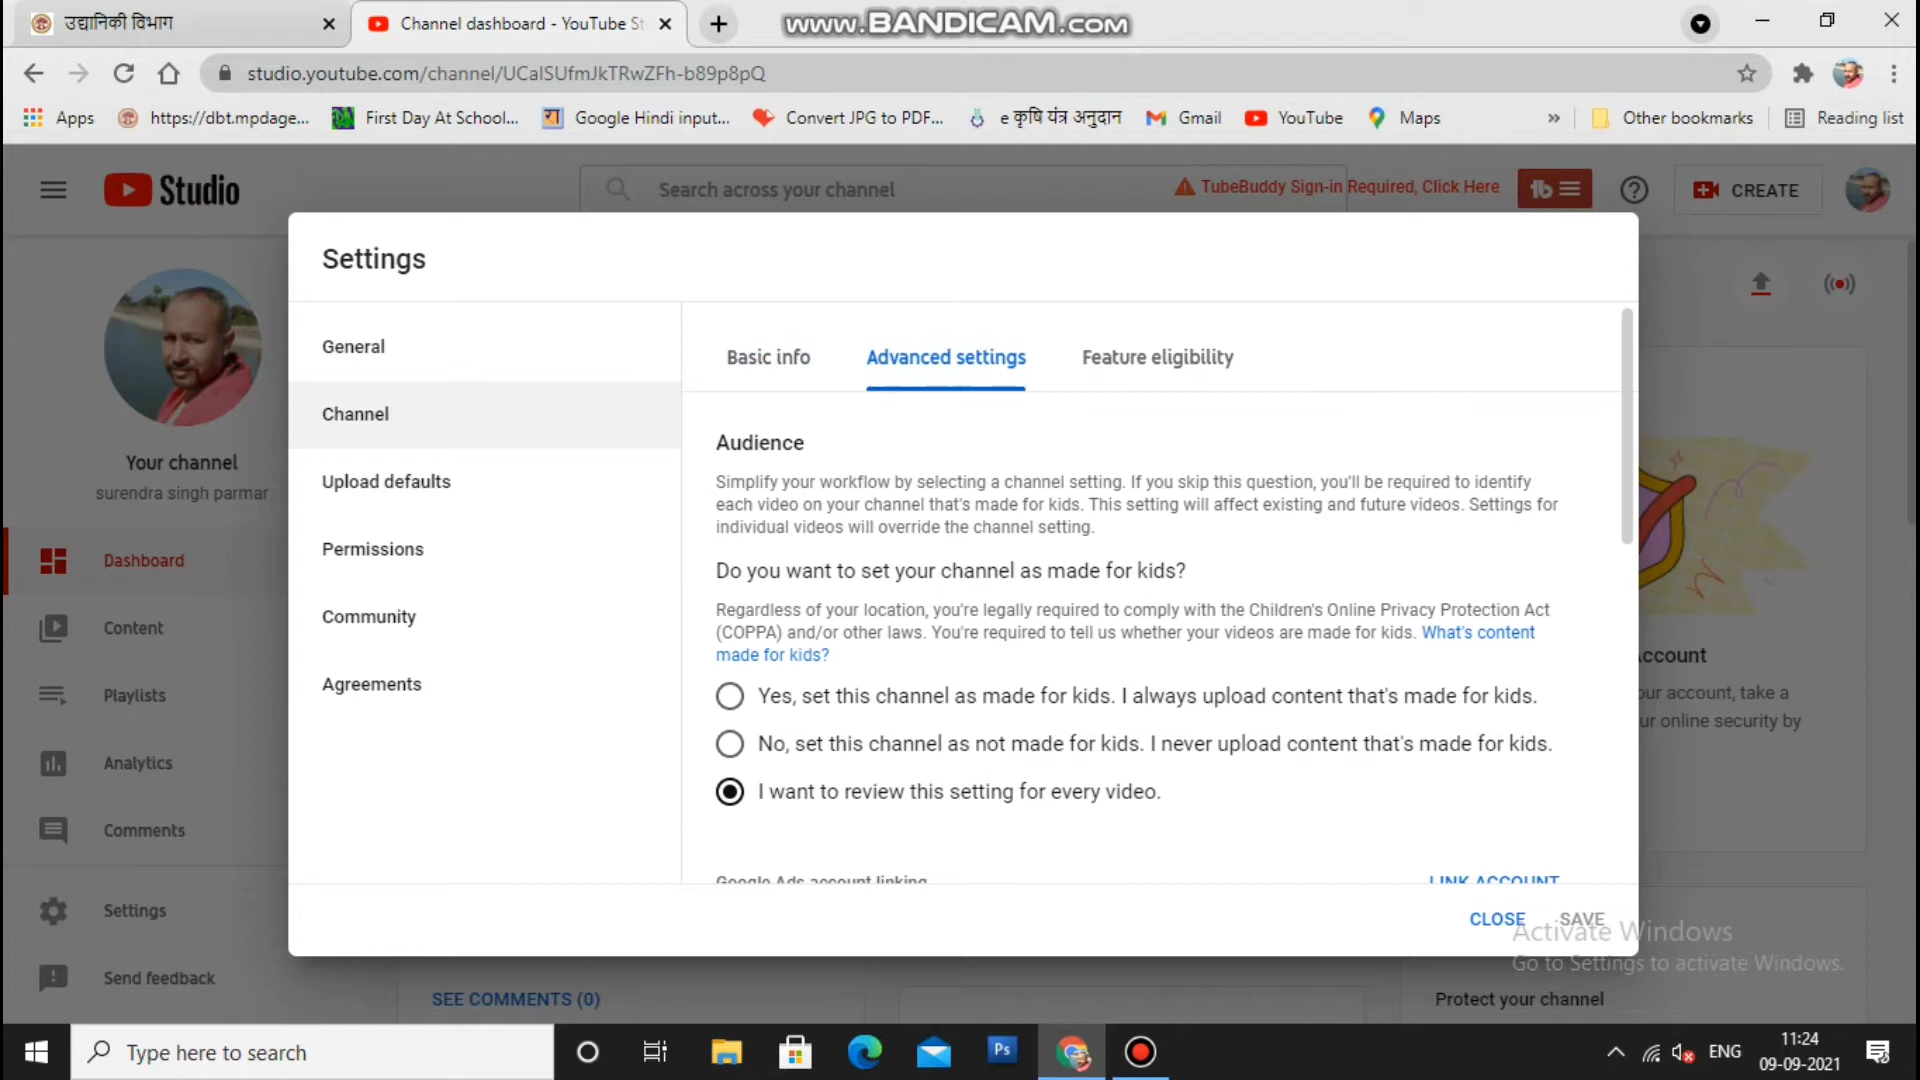 उद्यानिकी विभाग
Channel dashboard - YouTube St
www.BANDICAM.com
studio.youtube.com/channel/UCalSUfmJkTRwZFh-b89p8pQ
Apps
https://dbt.mpdage...
First Day At School...
Google Hindi input...
Convert JPG to PDF...
e कृषि यंत्र अनुदान
Gmail
YouTube
Maps
»
Other bookmarks
Reading list
Studio
Search across your channel
TubeBuddy Sign-in Required, Click Here
tb
CREATE
Settings
Your channel
surendra singh parmar
Dashboard
Content
Playlists
Analytics
Comments
Settings
Send feedback
General
Channel
Upload defaults
Permissions
Community
Agreements
Basic info
Advanced settings
Feature eligibility
Audience
Simplify your workflow by selecting a channel setting. If you skip this question, you'll be required to identify
each video on your channel that's made for kids. This setting will affect existing and future videos. Settings for
individual videos will override the channel setting.
Do you want to set your channel as made for kids?
Regardless of your location, you're legally required to comply with the Children's Online Privacy Protection Act
(COPPA) and/or other laws. You're required to tell us whether your videos are made for kids. What's content
made for kids?
Yes, set this channel as made for kids. I always upload content that's made for kids.
No, set this channel as not made for kids. I never upload content that's made for kids.
I want to review this setting for every video.
Google Ads account linking
LINK ACCOUNT
CLOSE
SAVE
ccount
our account, take a
ur online security by
Activate Windows
Go to Settings to activate Windows.
SEE COMMENTS (0)
Protect your channel
Type here to search
Ps
ENG
11:24
09-09-2021